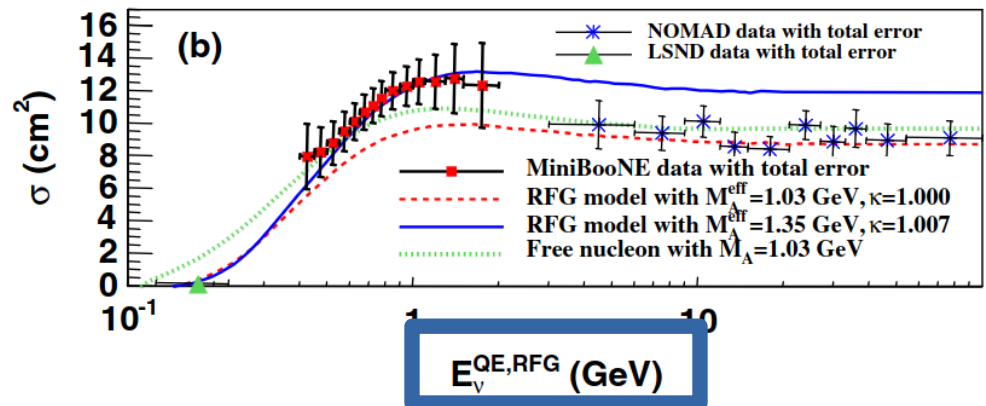 (b)
NOMAD data with total error
LSND data with total error
MiniBooNE data with total error
RFG model with M_A^eff=1.03 GeV, κ=1.000
RFG model with M_A^eff=1.35 GeV, κ=1.007
Free nucleon with M_A=1.03 GeV
σ (cm²)
16
14
12
10
8
6
4
2
0
10⁻¹
1
10
E_ν^QE,RFG (GeV)